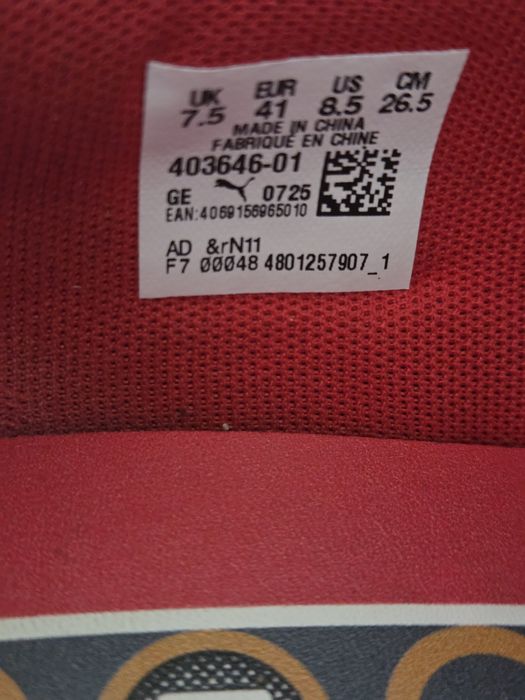 UK EUR US CM
7.5 41 8.5 26.5
MADE IN CHINA
FABRIQUE EN CHINE
403646-01
GE 0725
EAN:4069156965010
AD &rN11
F7 00048 4801257907_1